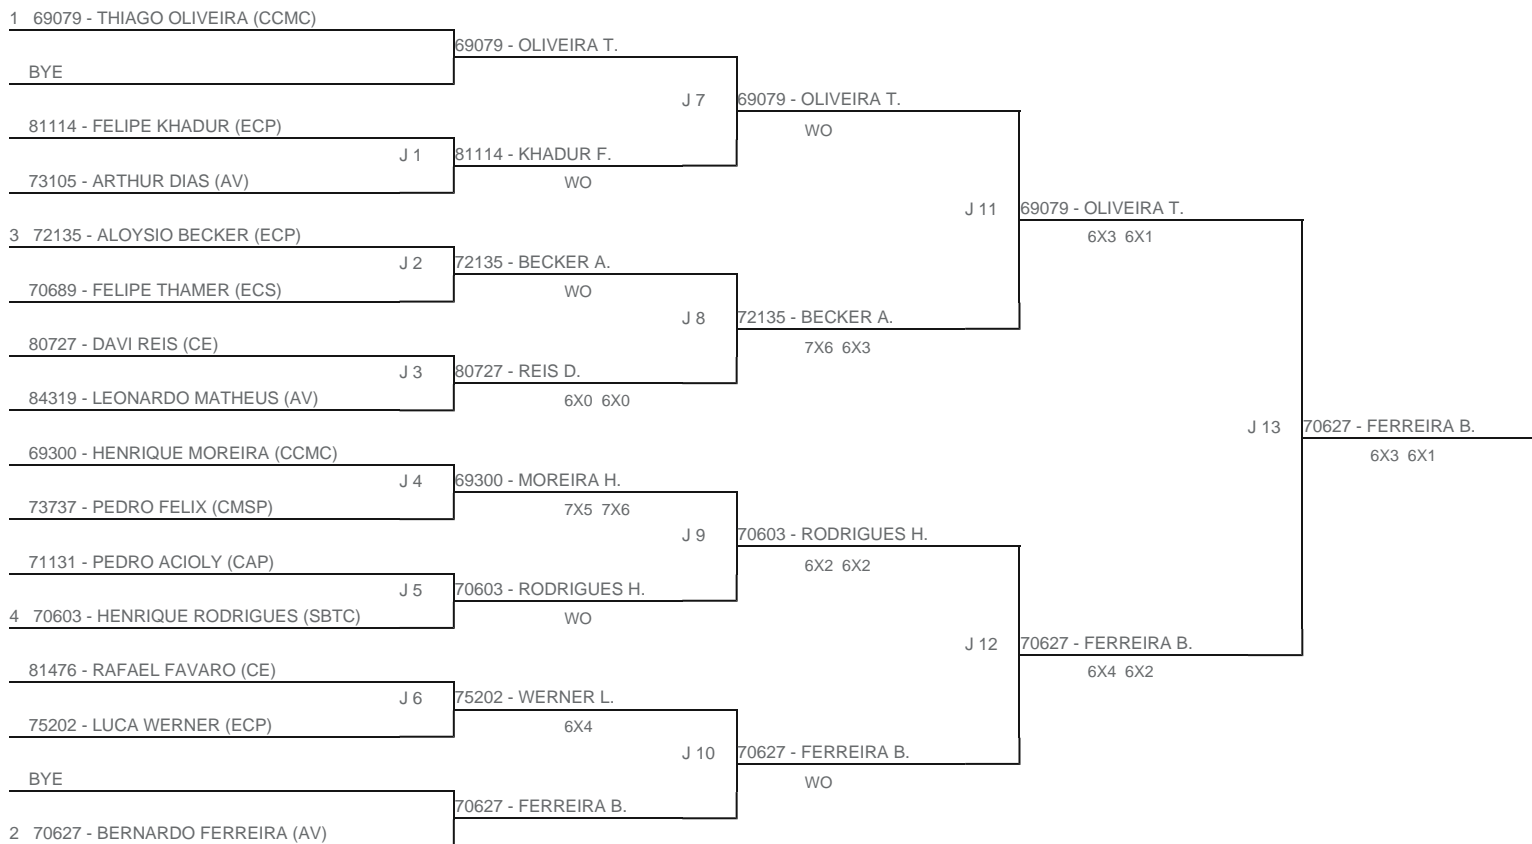 1 69079 - THIAGO OLIVEIRA (CCMC)
69079 - OLIVEIRA T.
BYE
J 7
69079 - OLIVEIRA T.
WO
81114 - FELIPE KHADUR (ECP)
J 1
81114 - KHADUR F.
WO
73105 - ARTHUR DIAS (AV)
J 11
69079 - OLIVEIRA T.
6X3 6X1
3 72135 - ALOYSIO BECKER (ECP)
J 2
72135 - BECKER A.
WO
70689 - FELIPE THAMER (ECS)
J 8
72135 - BECKER A.
7X6 6X3
80727 - DAVI REIS (CE)
J 3
80727 - REIS D.
6X0 6X0
84319 - LEONARDO MATHEUS (AV)
J 13
70627 - FERREIRA B.
6X3 6X1
69300 - HENRIQUE MOREIRA (CCMC)
J 4
69300 - MOREIRA H.
7X5 7X6
73737 - PEDRO FELIX (CMSP)
J 9
70603 - RODRIGUES H.
6X2 6X2
71131 - PEDRO ACIOLY (CAP)
J 5
70603 - RODRIGUES H.
WO
4 70603 - HENRIQUE RODRIGUES (SBTC)
J 12
70627 - FERREIRA B.
6X4 6X2
81476 - RAFAEL FAVARO (CE)
J 6
75202 - WERNER L.
6X4
75202 - LUCA WERNER (ECP)
J 10
70627 - FERREIRA B.
WO
BYE
70627 - FERREIRA B.
2 70627 - BERNARDO FERREIRA (AV)